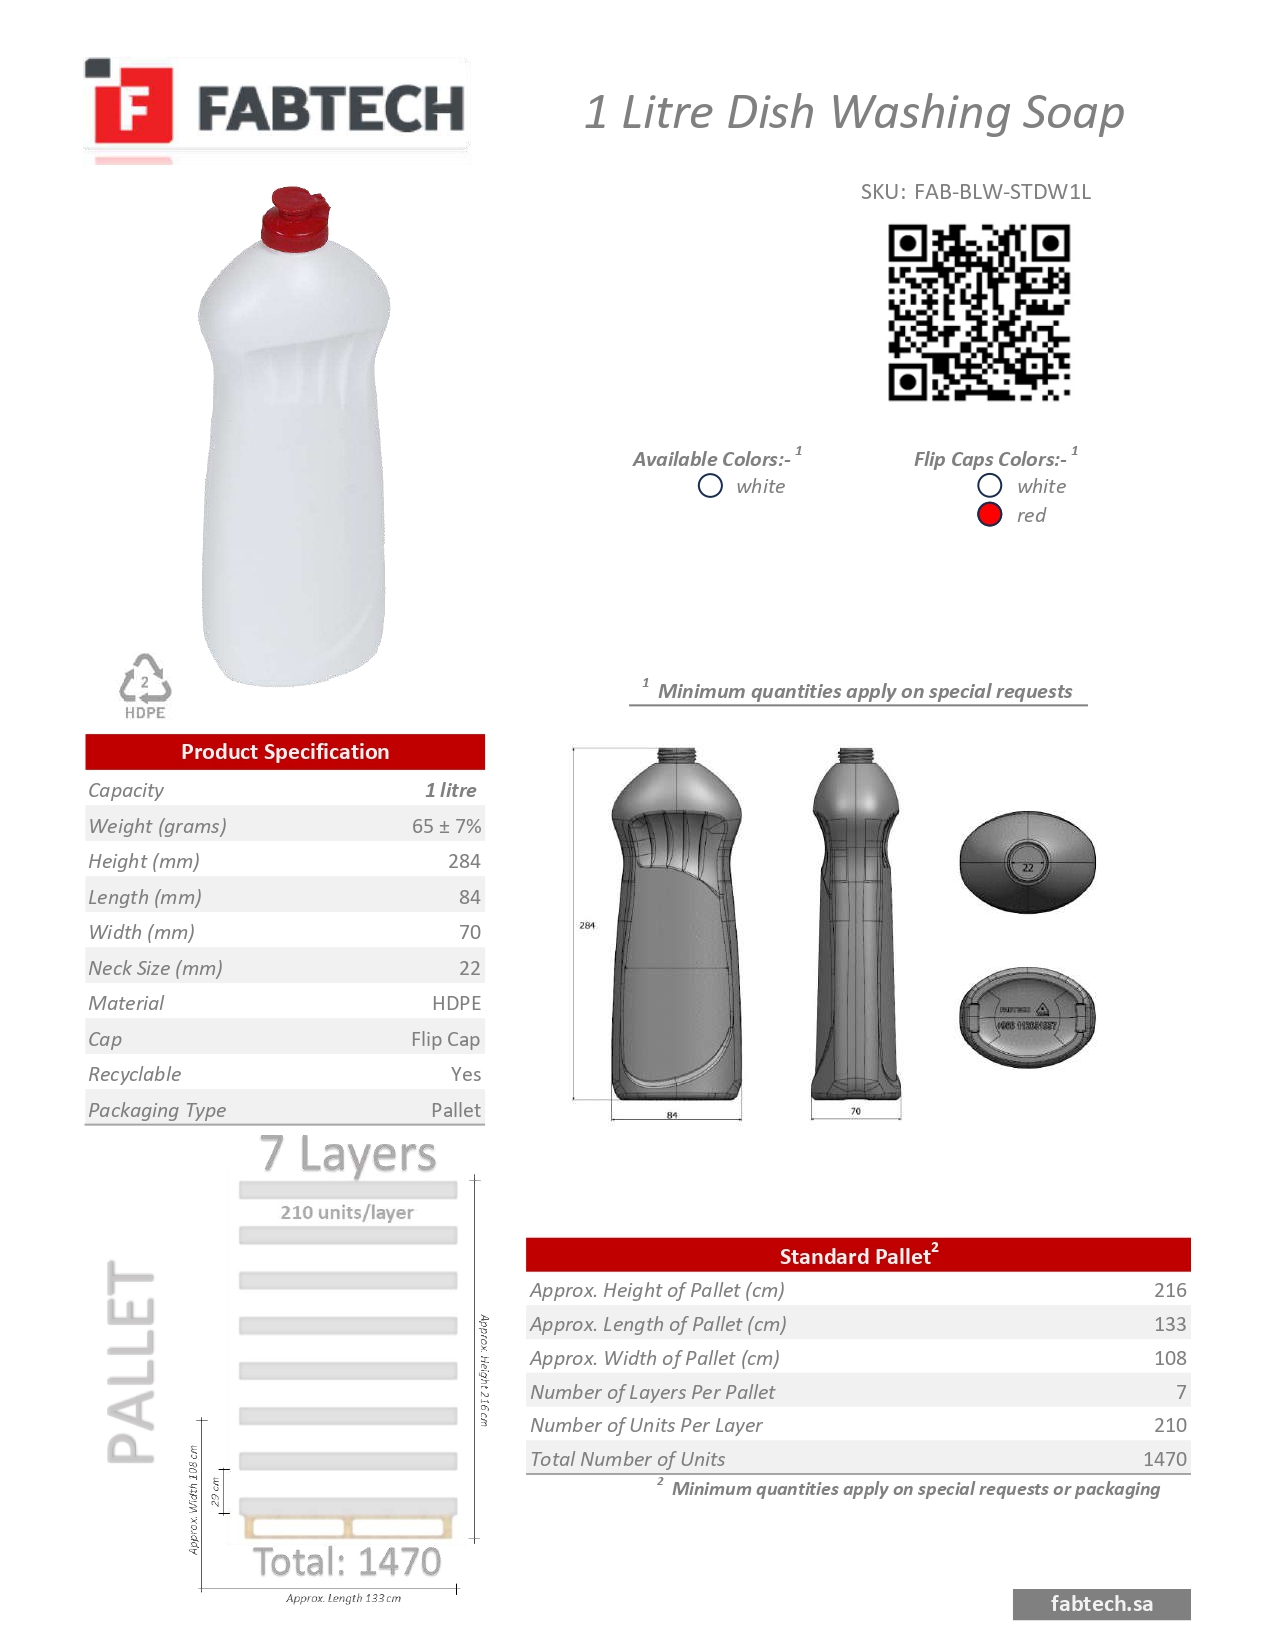 F FABTECH
1 Litre Dish Washing Soap
SKU: FAB-BLW-STDW1L
Available Colors:- 1
white
Flip Caps Colors:- 1
white
red
2
HDPE
1 Minimum quantities apply on special requests
Product Specification
Capacity 1 litre
Weight (grams) 65 ± 7%
Height (mm) 284
Length (mm) 84
Width (mm) 70
Neck Size (mm) 22
Material HDPE
Cap Flip Cap
Recyclable Yes
Packaging Type Pallet
284
84
70
22
FABTECH
7 Layers
210 units/layer
PALLET
Approx. Height 216 cm
Approx. Width 108 cm
29 cm
Total: 1470
Approx. Length 133 cm
Standard Pallet2
Approx. Height of Pallet (cm) 216
Approx. Length of Pallet (cm) 133
Approx. Width of Pallet (cm) 108
Number of Layers Per Pallet 7
Number of Units Per Layer 210
Total Number of Units 1470
2 Minimum quantities apply on special requests or packaging
fabtech.sa